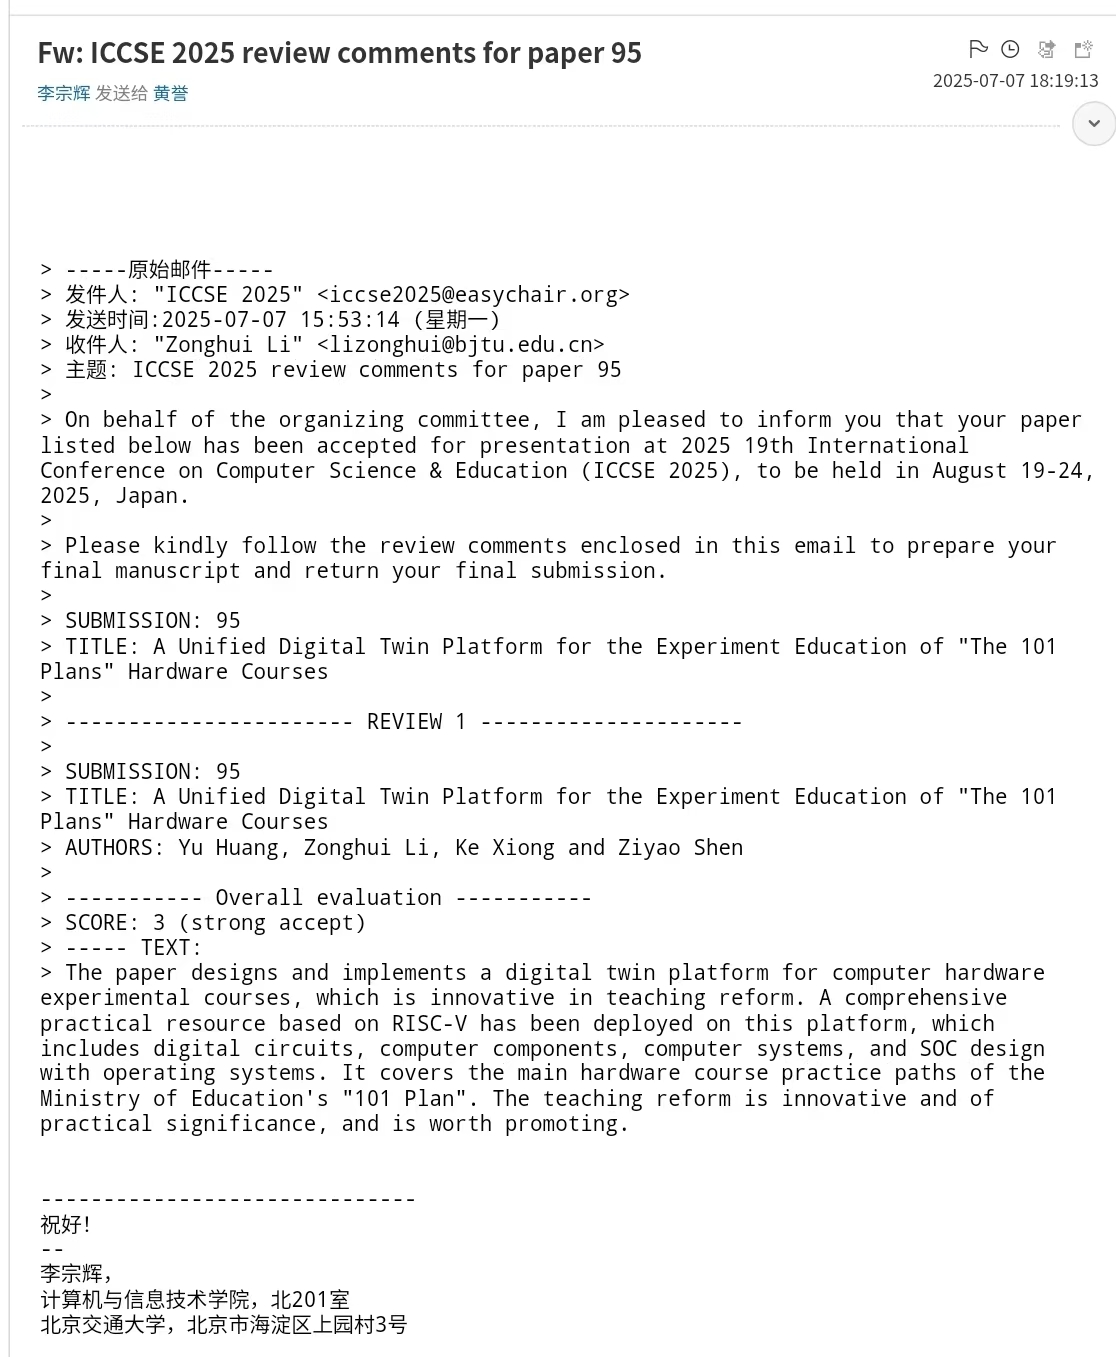 Fw: ICCSE 2025 review comments for paper 95
李宗辉 发送给 黄誉
2025-07-07 18:19:13
> -----原始邮件-----
> 发件人: "ICCSE 2025" <iccse2025@easychair.org>
> 发送时间:2025-07-07 15:53:14 (星期一)
> 收件人: "Zonghui Li" <lizonghui@bjtu.edu.cn>
> 主题: ICCSE 2025 review comments for paper 95
>
> On behalf of the organizing committee, I am pleased to inform you that your paper
listed below has been accepted for presentation at 2025 19th International
Conference on Computer Science & Education (ICCSE 2025), to be held in August 19-24,
2025, Japan.
>
> Please kindly follow the review comments enclosed in this email to prepare your
final manuscript and return your final submission.
>
> SUBMISSION: 95
> TITLE: A Unified Digital Twin Platform for the Experiment Education of "The 101
Plans" Hardware Courses
>
> ----------------------- REVIEW 1 ---------------------
>
> SUBMISSION: 95
> TITLE: A Unified Digital Twin Platform for the Experiment Education of "The 101
Plans" Hardware Courses
> AUTHORS: Yu Huang, Zonghui Li, Ke Xiong and Ziyao Shen
>
> ----------- Overall evaluation -----------
> SCORE: 3 (strong accept)
> ----- TEXT:
> The paper designs and implements a digital twin platform for computer hardware
experimental courses, which is innovative in teaching reform. A comprehensive
practical resource based on RISC-V has been deployed on this platform, which
includes digital circuits, computer components, computer systems, and SOC design
with operating systems. It covers the main hardware course practice paths of the
Ministry of Education's "101 Plan". The teaching reform is innovative and of
practical significance, and is worth promoting.
------------------------------
祝好!
--
李宗辉,
计算机与信息技术学院，北201室
北京交通大学，北京市海淀区上园村3号